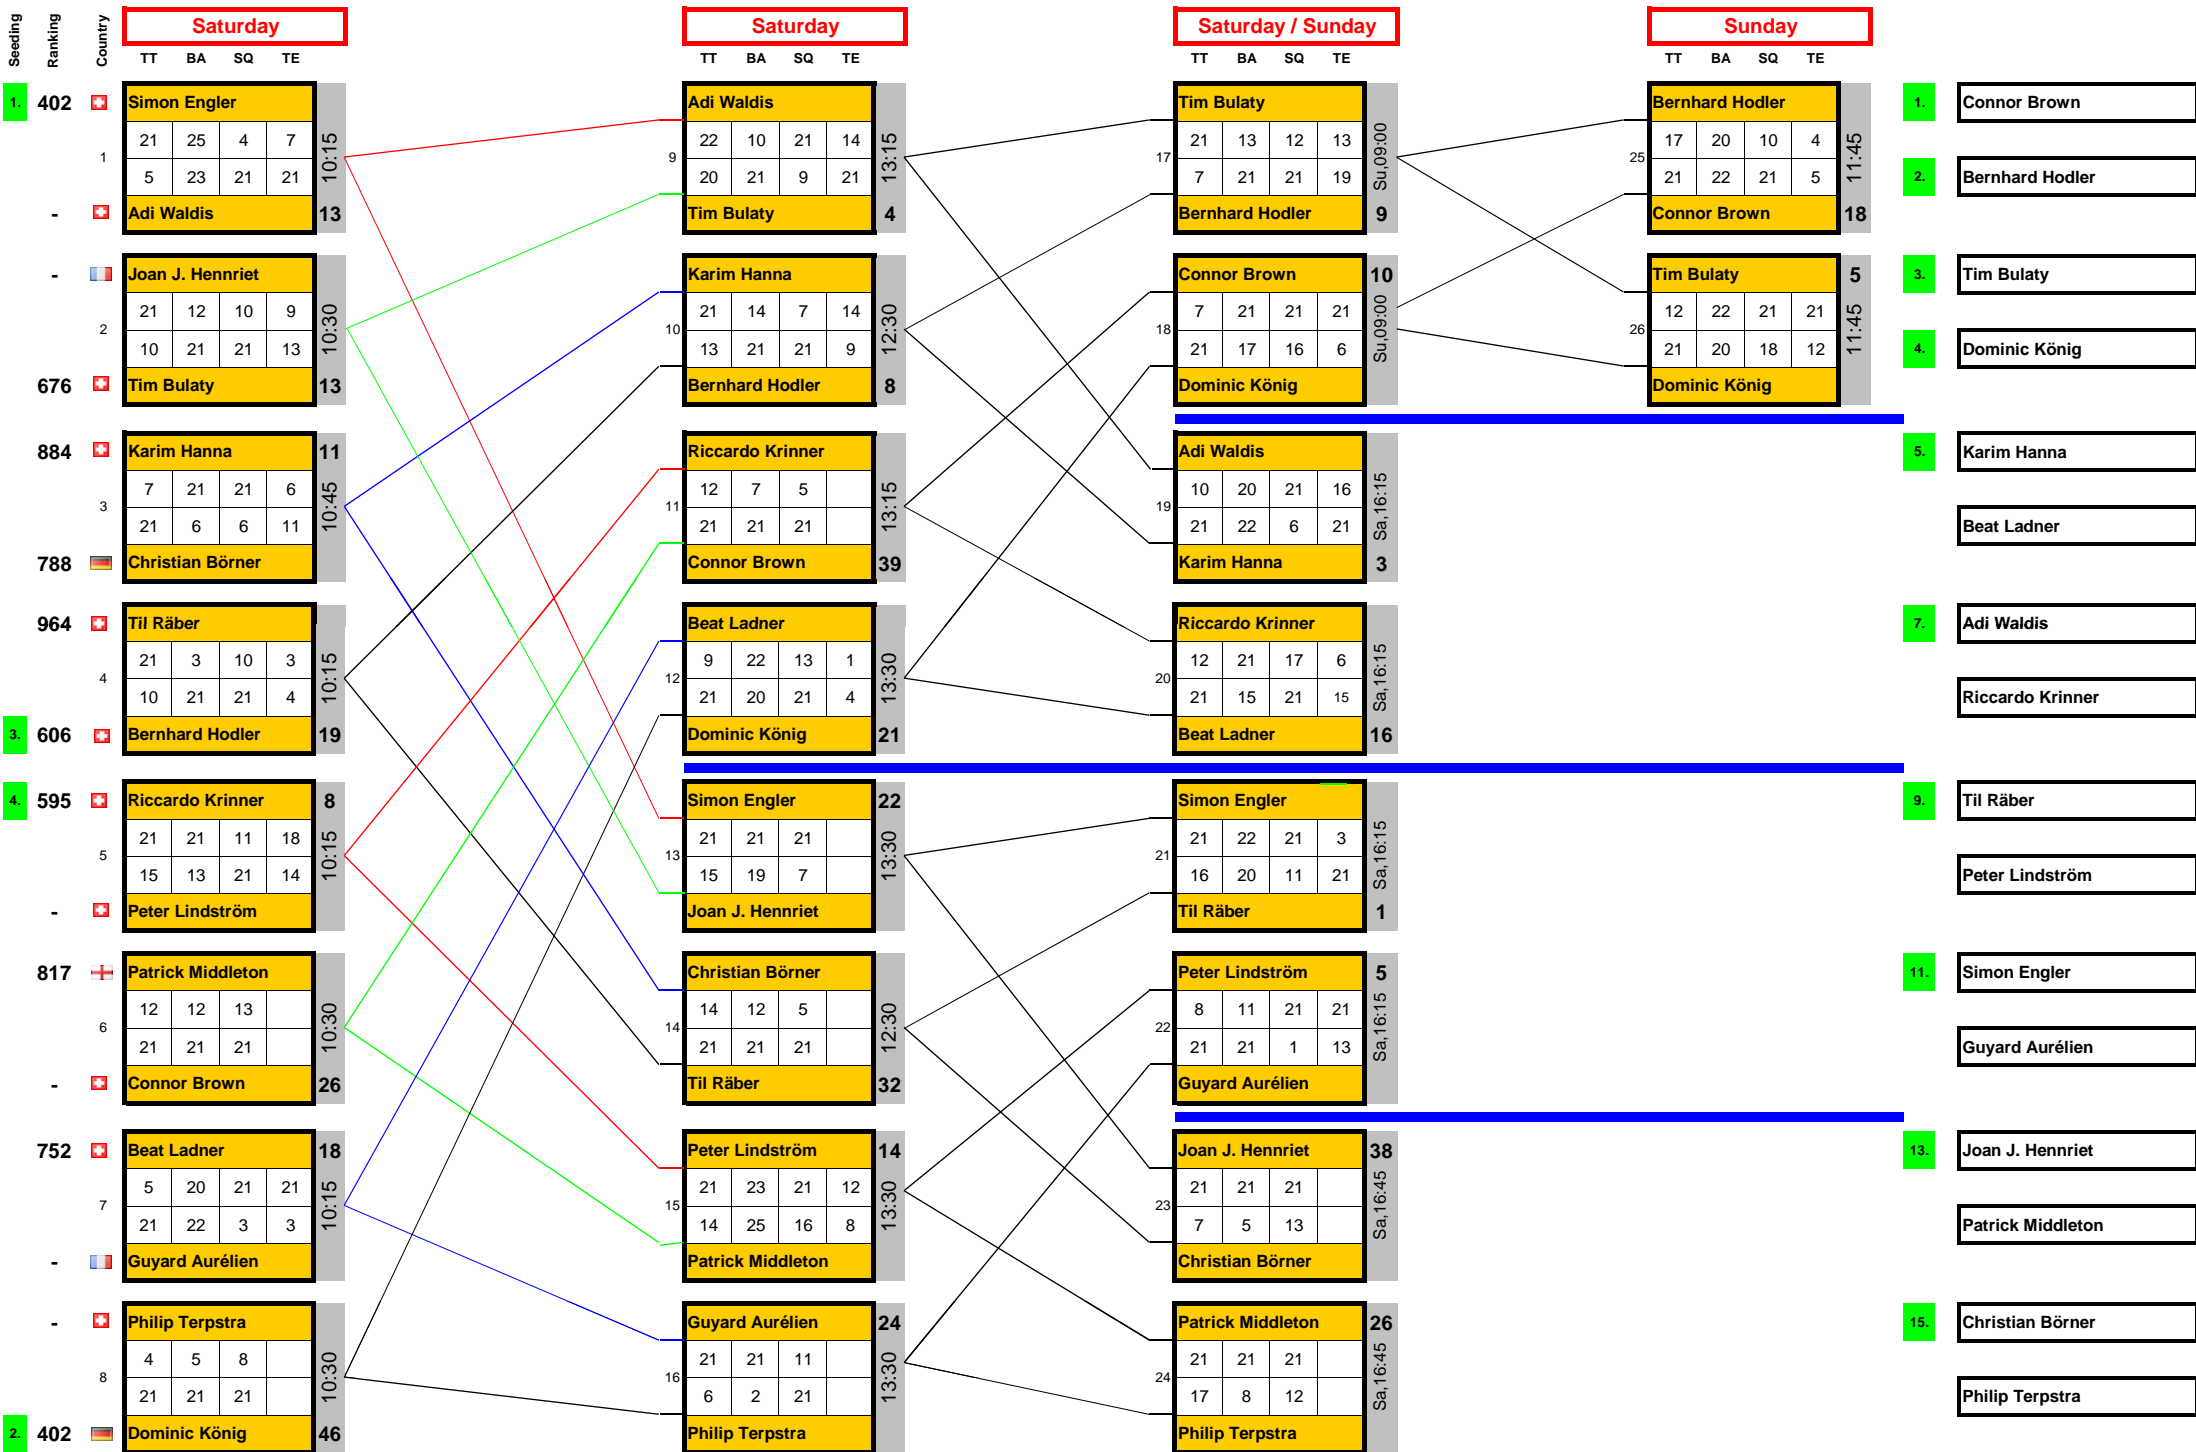 Seeding Ranking Country Saturday Saturday Saturday / Sunday Sunday
TT BA SQ TE TT BA SQ TE TT BA SQ TE TT BA SQ TE
1. 402 Simon Engler Adi Waldis Tim Bulaty Bernhard Hodler 1. Connor Brown
21 25 4 7 22 10 21 14 21 13 12 13 17 20 10 4
1 10:15 9 13:15 17 Su,09:00 25 11:45
5 23 21 21 20 21 9 21 7 21 21 19 21 22 21 5 2. Bernhard Hodler
- Adi Waldis 13 Tim Bulaty 4 Bernhard Hodler 9 Connor Brown 18
- Joan J. Hennriet Karim Hanna Connor Brown 10 Tim Bulaty 5 3. Tim Bulaty
21 12 10 9 21 14 7 14 7 21 21 21 12 22 21 21
2 10:30 10 12:30 18 Su,09:00 26 11:45
10 21 21 13 13 21 21 9 21 17 16 6 21 20 18 12 4. Dominic König
676 Tim Bulaty 13 Bernhard Hodler 8 Dominic König Dominic König
884 Karim Hanna 11 Riccardo Krinner Adi Waldis 5. Karim Hanna
7 21 21 6 12 7 5 10 20 21 16
3 10:45 11 13:15 19 Sa,16:15
21 6 6 11 21 21 21 21 22 6 21 Beat Ladner
788 Christian Börner Connor Brown 39 Karim Hanna 3
964 Til Räber Beat Ladner Riccardo Krinner 7. Adi Waldis
21 3 10 3 9 22 13 1 12 21 17 6
4 10:15 12 13:30 20 Sa,16:15
10 21 21 4 21 20 21 4 21 15 21 15 Riccardo Krinner
3. 606 Bernhard Hodler 19 Dominic König 21 Beat Ladner 16
4. 595 Riccardo Krinner 8 Simon Engler 22 Simon Engler 9. Til Räber
21 21 11 18 21 21 21 21 22 21 3
5 10:15 13 13:30 21 Sa,16:15
15 13 21 14 15 19 7 16 20 11 21 Peter Lindström
- Peter Lindström Joan J. Hennriet Til Räber 1
817 Patrick Middleton Christian Börner Peter Lindström 5 11. Simon Engler
12 12 13 14 12 5 8 11 21 21
6 10:30 14 12:30 22 Sa,16:15
21 21 21 21 21 21 21 21 1 13 Guyard Aurélien
- Connor Brown 26 Til Räber 32 Guyard Aurélien
752 Beat Ladner 18 Peter Lindström 14 Joan J. Hennriet 38 13. Joan J. Hennriet
5 20 21 21 21 23 21 12 21 21 21
7 10:15 15 13:30 23 Sa,16:45
21 22 3 3 14 25 16 8 7 5 13 Patrick Middleton
- Guyard Aurélien Patrick Middleton Christian Börner
- Philip Terpstra Guyard Aurélien 24 Patrick Middleton 26 15. Christian Börner
4 5 8 21 21 11 21 21 21
8 10:30 16 13:30 24 Sa,16:45
21 21 21 6 2 21 17 8 12 Philip Terpstra
2. 402 Dominic König 46 Philip Terpstra Philip Terpstra